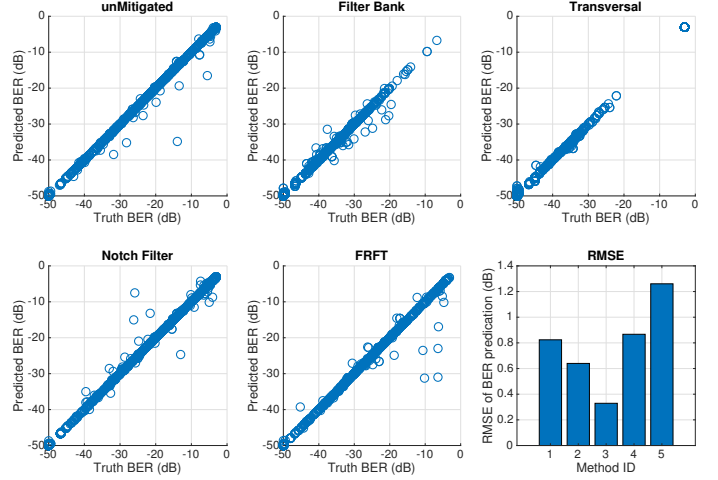 unMitigated
0
-10
-20
-30
-40
-50
Predicted BER (dB)
-50 -40 -30 -20 -10 0
Truth BER (dB)
Filter Bank
0
-10
-20
-30
-40
-50
Predicted BER (dB)
-50 -40 -30 -20 -10 0
Truth BER (dB)
Transversal
0
-10
-20
-30
-40
-50
Predicted BER (dB)
-50 -40 -30 -20 -10 0
Truth BER (dB)
Notch Filter
0
-10
-20
-30
-40
-50
Predicted BER (dB)
-50 -40 -30 -20 -10 0
Truth BER (dB)
FRFT
0
-10
-20
-30
-40
-50
Predicted BER (dB)
-50 -40 -30 -20 -10 0
Truth BER (dB)
RMSE
1.4
1.2
1
0.8
0.6
0.4
0.2
0
RMSE of BER predication (dB)
1 2 3 4 5
Method ID